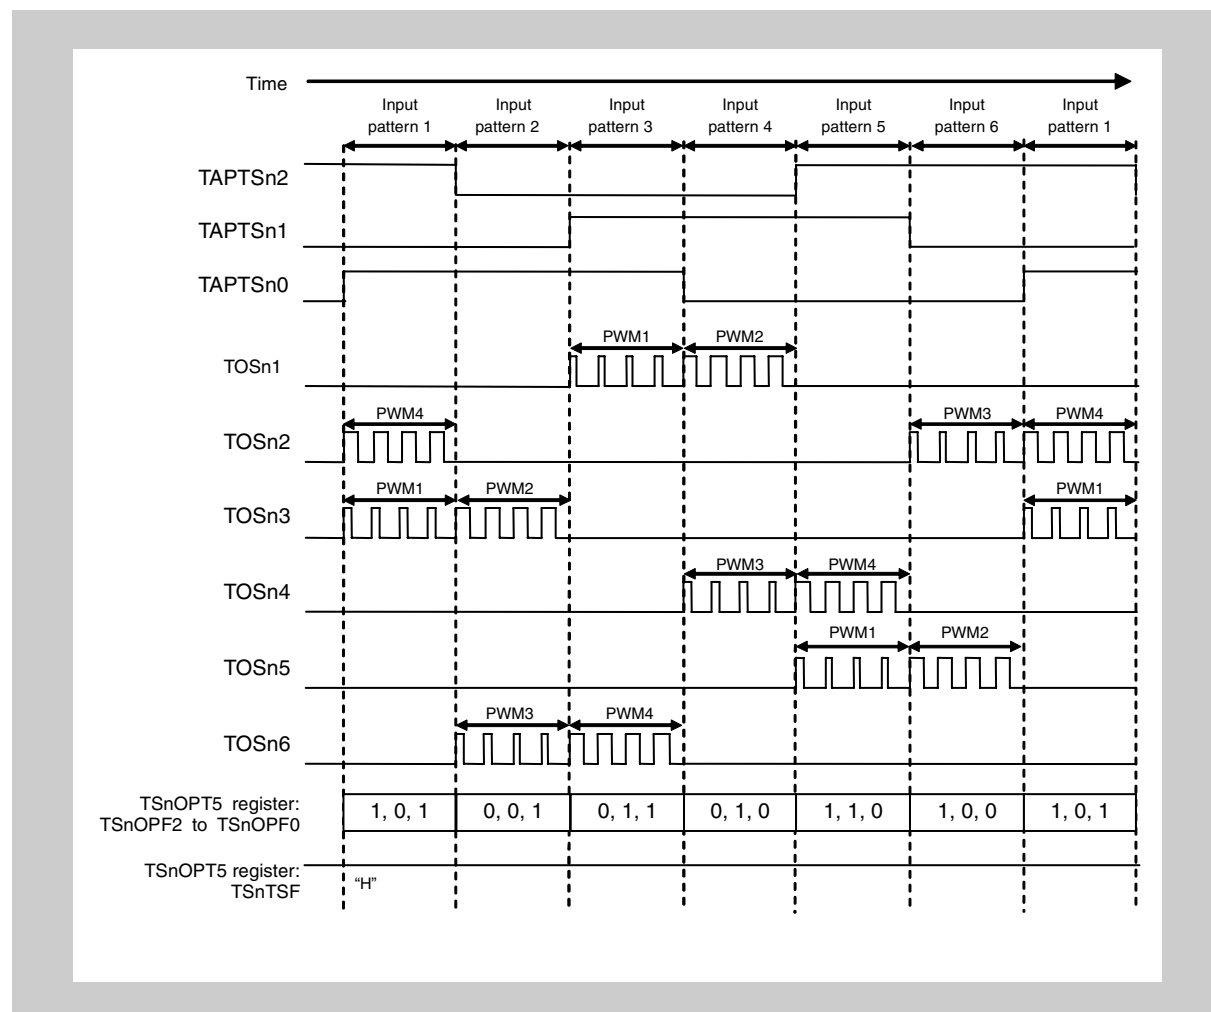 Time
Input pattern 1
Input pattern 2
Input pattern 3
Input pattern 4
Input pattern 5
Input pattern 6
Input pattern 1
TAPTSn2
TAPTSn1
TAPTSn0
PWM1 PWM2
TOSn1
PWM4 PWM3 PWM4
TOSn2
PWM1 PWM2 PWM1
TOSn3
PWM3 PWM4
TOSn4
PWM1 PWM2
TOSn5
PWM3 PWM4
TOSn6
TSnOPT5 register:
TSnOPF2 to TSnOPF0
1, 0, 1 0, 0, 1 0, 1, 1 0, 1, 0 1, 1, 0 1, 0, 0 1, 0, 1
TSnOPT5 register:
TSnTSF
“H”